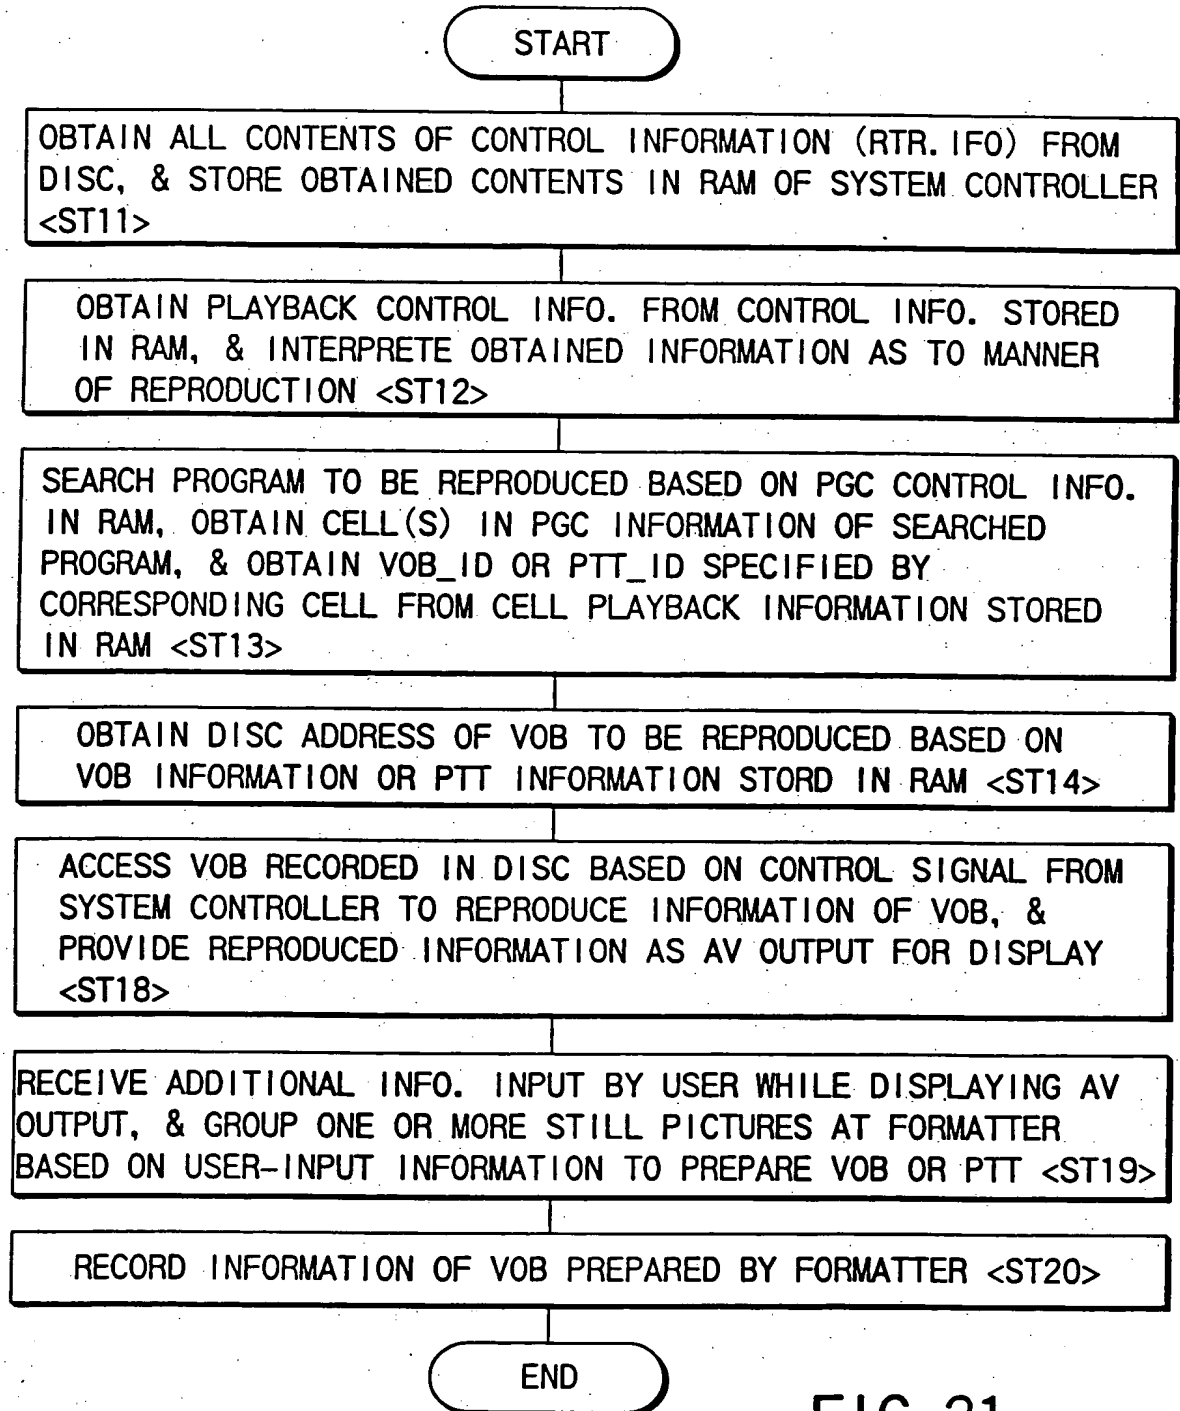 START
OBTAIN ALL CONTENTS OF CONTROL INFORMATION (RTR.IFO) FROM
DISC, & STORE OBTAINED CONTENTS IN RAM OF SYSTEM CONTROLLER
<ST11>
OBTAIN PLAYBACK CONTROL INFO. FROM CONTROL INFO. STORED
IN RAM, & INTERPRETE OBTAINED INFORMATION AS TO MANNER
OF REPRODUCTION <ST12>
SEARCH PROGRAM TO BE REPRODUCED BASED ON PGC CONTROL INFO.
IN RAM, OBTAIN CELL(S) IN PGC INFORMATION OF SEARCHED
PROGRAM, & OBTAIN VOB_ID OR PTT_ID SPECIFIED BY
CORRESPONDING CELL FROM CELL PLAYBACK INFORMATION STORED
IN RAM <ST13>
OBTAIN DISC ADDRESS OF VOB TO BE REPRODUCED BASED ON
VOB INFORMATION OR PTT INFORMATION STORD IN RAM <ST14>
ACCESS VOB RECORDED IN DISC BASED ON CONTROL SIGNAL FROM
SYSTEM CONTROLLER TO REPRODUCE INFORMATION OF VOB, &
PROVIDE REPRODUCED INFORMATION AS AV OUTPUT FOR DISPLAY
<ST18>
RECEIVE ADDITIONAL INFO. INPUT BY USER WHILE DISPLAYING AV
OUTPUT, & GROUP ONE OR MORE STILL PICTURES AT FORMATTER
BASED ON USER-INPUT INFORMATION TO PREPARE VOB OR PTT <ST19>
RECORD INFORMATION OF VOB PREPARED BY FORMATTER <ST20>
END
FIG. 21